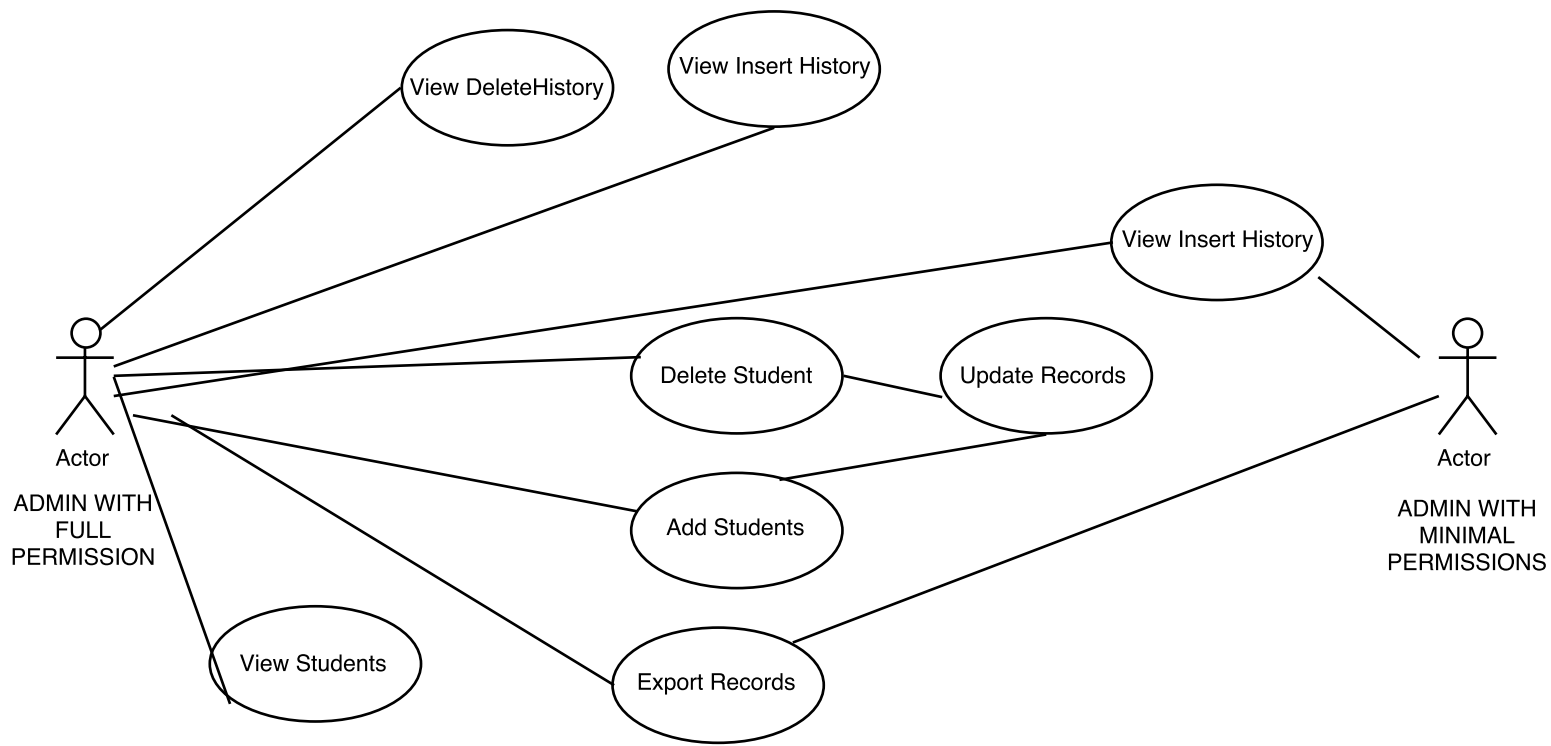 View DeleteHistory
View Insert History
View Insert History
Delete Student
Update Records
Actor
ADMIN WITH
FULL
PERMISSION
Actor
ADMIN WITH
MINIMAL
PERMISSIONS
Add Students
View Students
Export Records